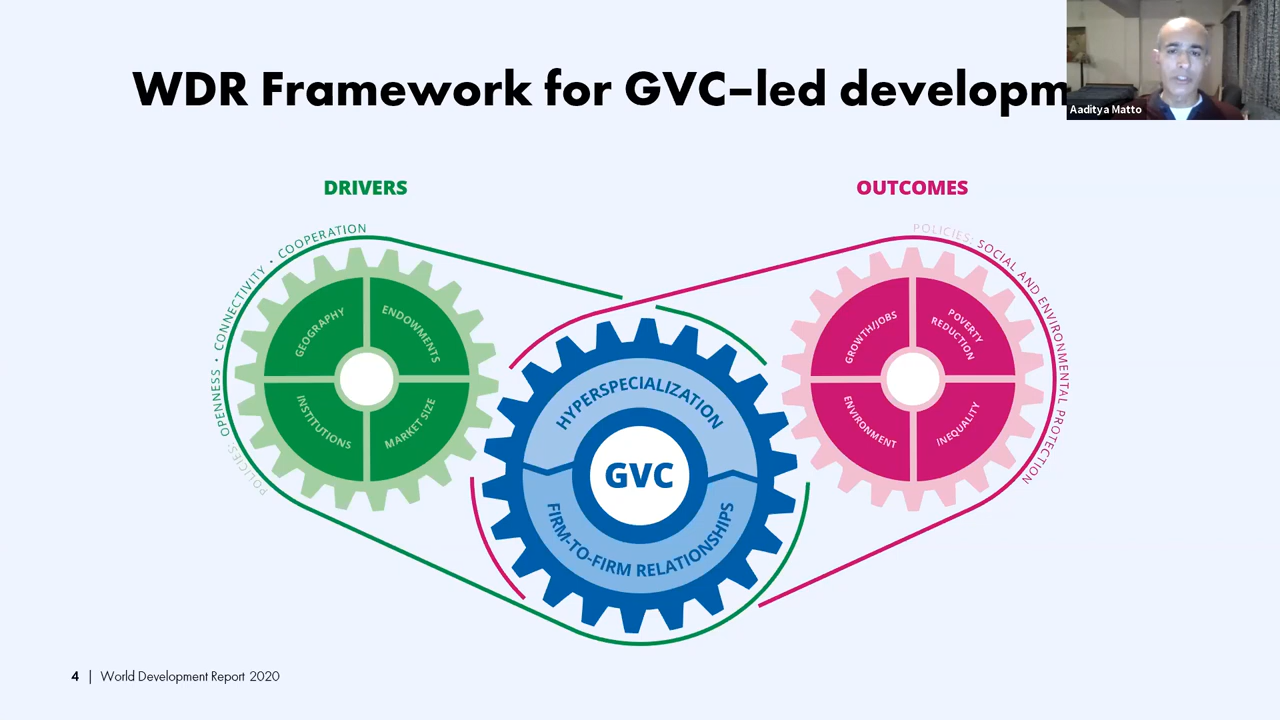 WDR Framework for GVC–led developm
Aaditya Matto
DRIVERS
OUTCOMES
POLICIES: OPENNESS • CONNECTIVITY • COOPERATION
GEOGRAPHY
ENDOWMENTS
INSTITUTIONS
MARKET SIZE
HYPERSPECIALIZATION
GVC
FIRM-TO-FIRM RELATIONSHIPS
POLICIES: SOCIAL AND ENVIRONMENTAL PROTECTION
GROWTH/JOBS
POVERTY
REDUCTION
ENVIRONMENT
INEQUALITY
4 | World Development Report 2020